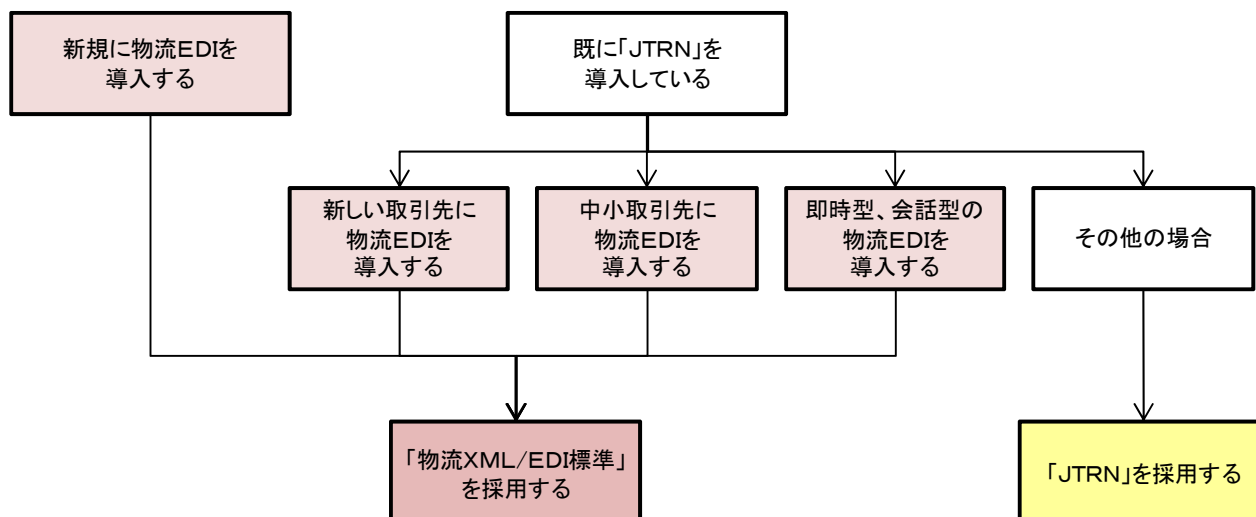 新規に物流EDIを
導入する
既に「JTRN」を
導入している
新しい取引先に
物流EDIを
導入する
中小取引先に
物流EDIを
導入する
即時型、会話型の
物流EDIを
導入する
その他の場合
「物流XML/EDI標準」
を採用する
「JTRN」を採用する